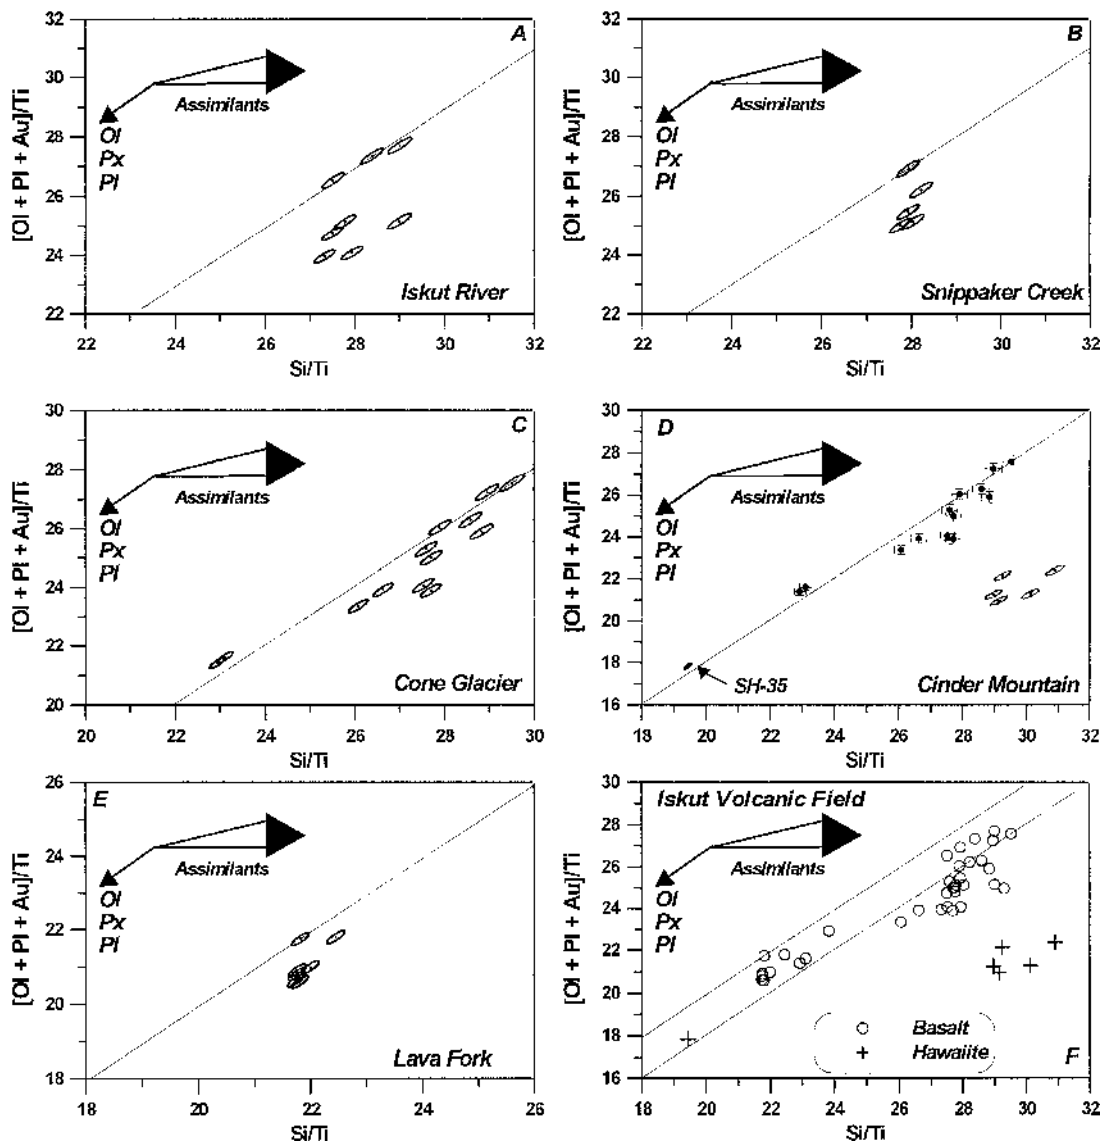 32
30
28
26
24
22
[Ol + Pl + Au]/Ti
A
Assimilants
Ol
Px
Pl
Iskut River
22 24 26 28 30 32
Si/Ti
32
30
28
26
24
22
[Ol + Pl + Au]/Ti
B
Assimilants
Ol
Px
Pl
Snippaker Creek
22 24 26 28 30 32
Si/Ti
30
28
26
24
22
20
[Ol + Pl + Au]/Ti
C
Assimilants
Ol
Px
Pl
Cone Glacier
20 22 24 26 28 30
Si/Ti
30
28
26
24
22
20
18
16
[Ol + Pl + Au]/Ti
D
Assimilants
Ol
Px
Pl
SH-35
Cinder Mountain
18 20 22 24 26 28 30 32
Si/Ti
26
24
22
20
18
[Ol + Pl + Au]/Ti
E
Assimilants
Ol
Px
Pl
Lava Fork
18 20 22 24 26
Si/Ti
30
28
26
24
22
20
18
16
[Ol + Pl + Au]/Ti
Iskut Volcanic Field
Assimilants
Ol
Px
Pl
Basalt
Hawaiite
F
18 20 22 24 26 28 30 32
Si/Ti